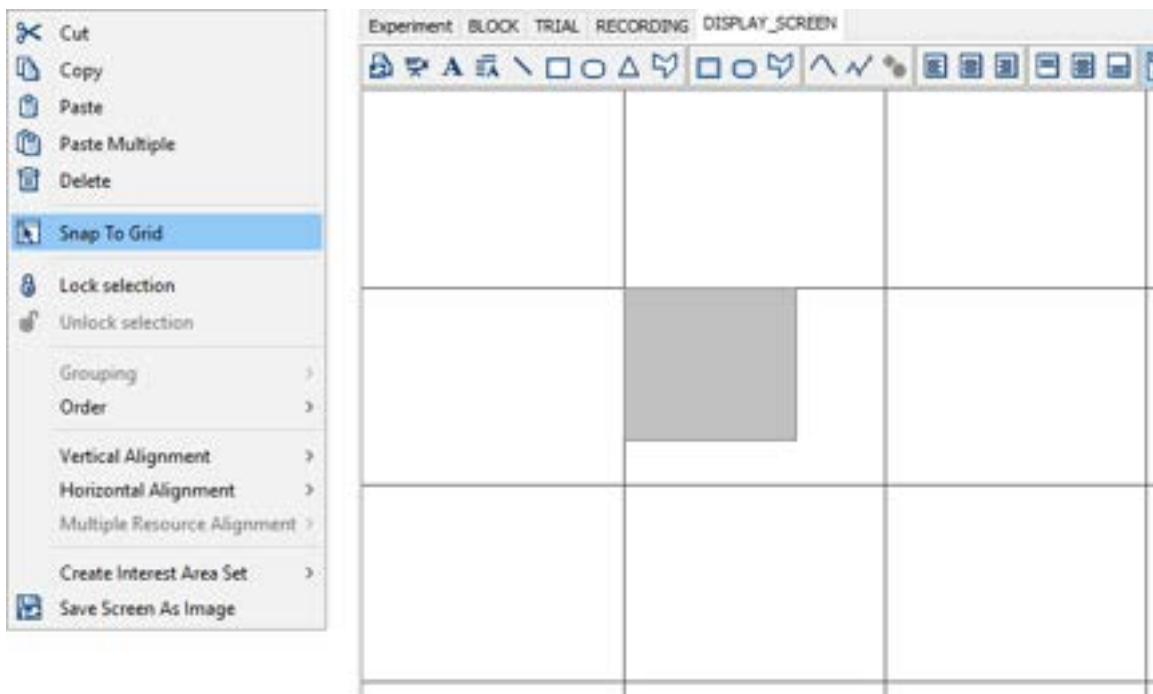 Cut
Copy
Paste
Paste Multiple
Delete
Snap To Grid
Lock selection
Unlock selection
Grouping
Order
Vertical Alignment
Horizontal Alignment
Multiple Resource Alignment
Create Interest Area Set
Save Screen As Image
Experiment BLOCK TRIAL RECORDING DISPLAY_SCREEN